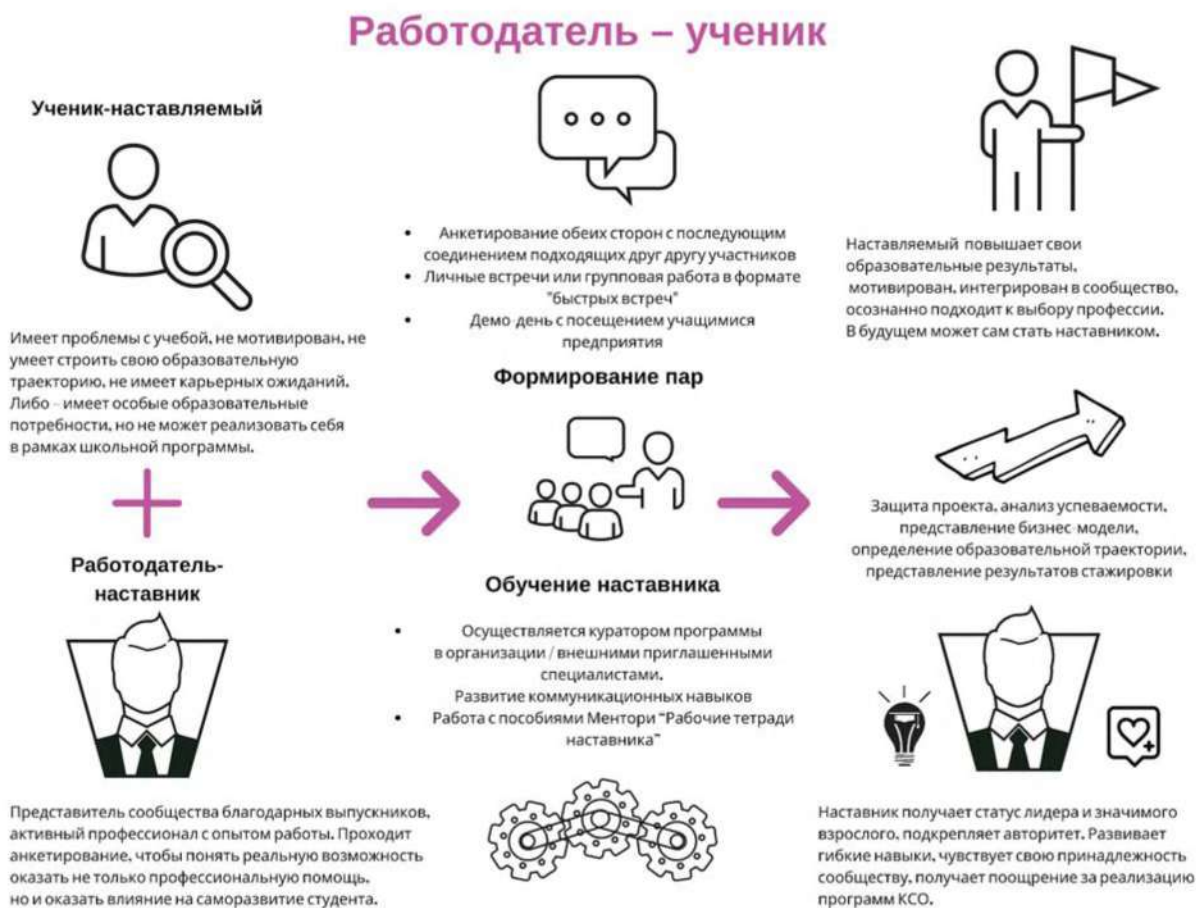 Работодатель – ученик
Ученик-наставляемый
Имеет проблемы с учебой, не мотивирован, не
умеет строить свою образовательную
траекторию, не имеет карьерных ожиданий.
Либо - имеет особые образовательные
потребности, но не может реализовать себя
в рамках школьной программы.
Работодатель-
наставник
Представитель сообщества благодарных выпускников,
активный профессионал с опытом работы. Проходит
анкетирование, чтобы понять реальную возможность
оказать не только профессиональную помощь,
но и оказать влияние на саморазвитие студента.
• Анкетирование обеих сторон с последующим
соединением подходящих друг другу участников
• Личные встречи или групповая работа в формате
"быстрых встреч"
• Демо-день с посещением учащимися
предприятия
Формирование пар
Обучение наставника
• Осуществляется куратором программы
в организации / внешними приглашенными
специалистами.
Развитие коммуникационных навыков
• Работа с пособиями Ментори "Рабочие тетради
наставника"
Наставляемый повышает свои
образовательные результаты,
мотивирован, интегрирован в сообщество,
осознанно подходит к выбору профессии.
В будущем может сам стать наставником.
Защита проекта, анализ успеваемости,
представление бизнес-модели,
определение образовательной траектории,
представление результатов стажировки
Наставник получает статус лидера и значимого
взрослого, подкрепляет авторитет. Развивает
гибкие навыки, чувствует свою принадлежность
сообществу, получает поощрение за реализацию
программ КСО.